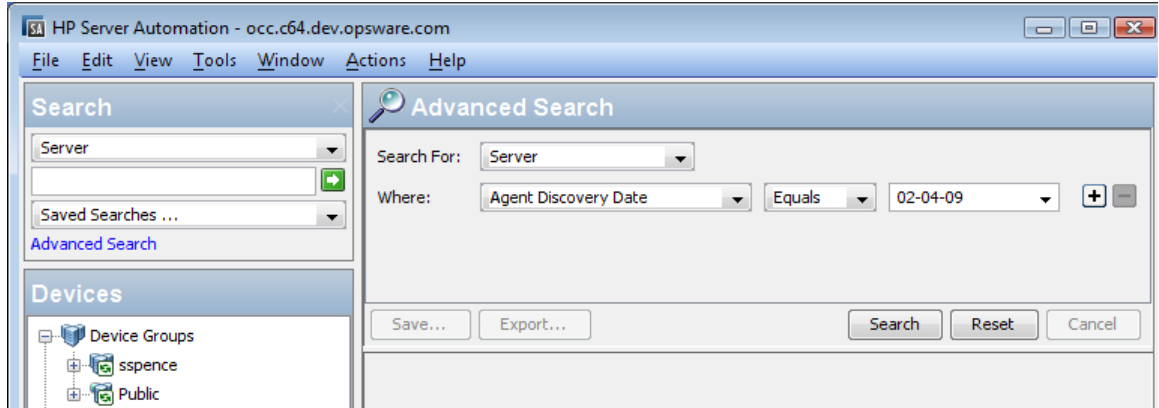 SA HP Server Automation - occ.c64.dev.opsware.com
File Edit View Tools Window Actions Help
Search
Server
Saved Searches ...
Advanced Search
Devices
Device Groups
sspence
Public
Advanced Search
Search For: Server
Where: Agent Discovery Date Equals 02-04-09
Save... Export... Search Reset Cancel